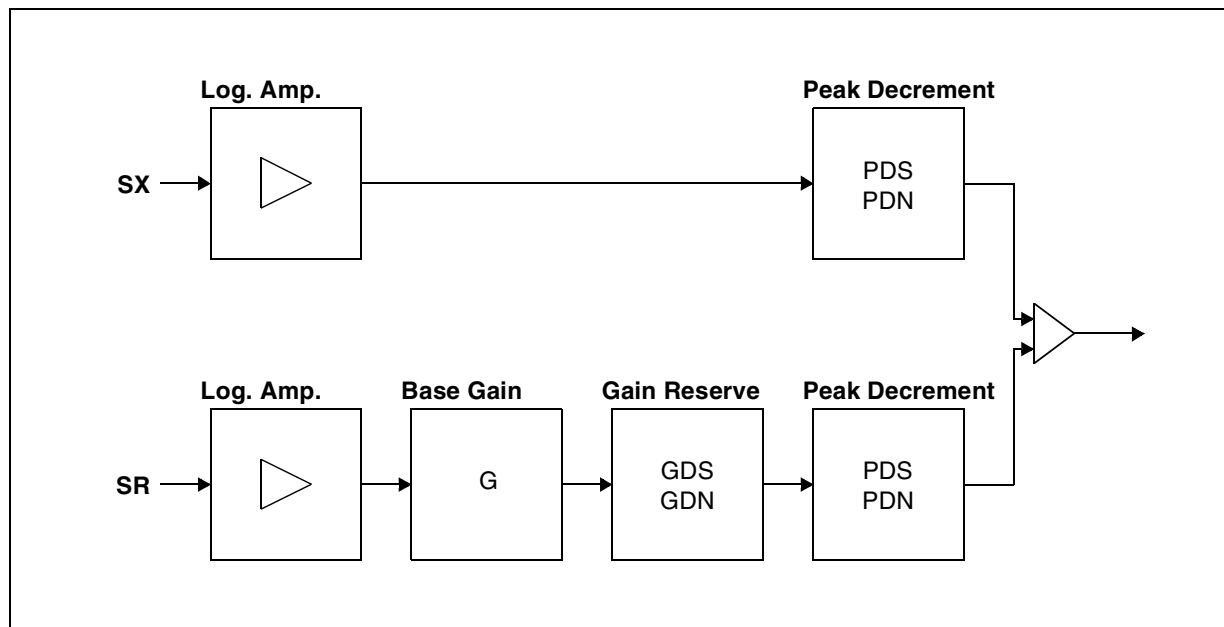 Log. Amp.
Peak Decrement
SX
PDS
PDN
Log. Amp.
Base Gain
Gain Reserve
Peak Decrement
SR
G
GDS
GDN
PDS
PDN